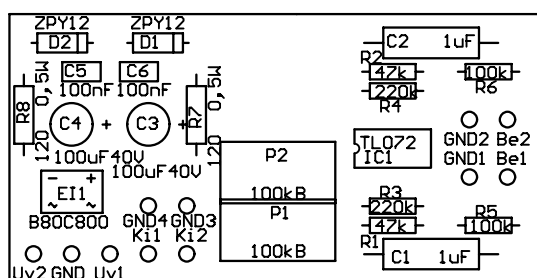 ZPY12 ZPY12
D2 D1
C5 C6
100nF 100nF
R8
0,5W
120
C4 +
C3 +
R7
0,5W
120
100uF40V
100uF40V
- +
EI1
~ ~
B80C800
GND4 GND3
Ki1 Ki2
Uv2 GND Uv1
P2
100kB
P1
100kB
C2 1uF
R2
47k
220k
R4
100k
R6
TL072
IC1
GND2 Be2
GND1 Be1
R3
220k
47k
R1
R5
100k
C1 1uF